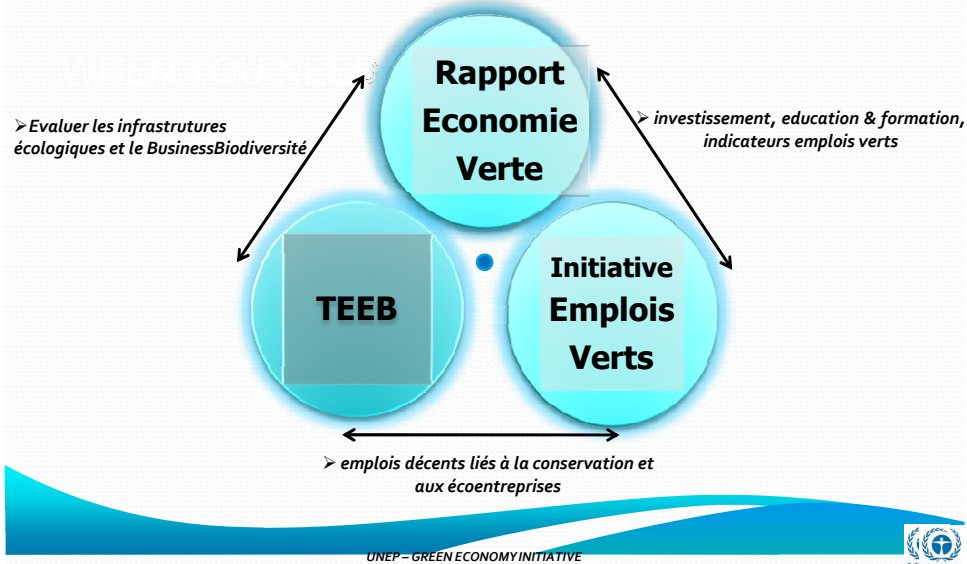 Rapport
Economie
Verte
➢Evaluer les infrastrutures
écologiques et le BusinessBiodiversité
➢ investissement, education & formation,
indicateurs emplois verts
TEEB
Initiative
Emplois
Verts
➢ emplois décents liés à la conservation et
aux écoentreprises
UNEP – GREEN ECONOMY INITIATIVE